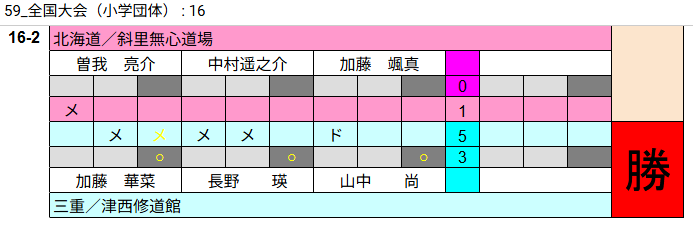 59_全国大会（小学団体）: 16
16-2 北海道／斜里無心道場
曽我 亮介 中村遥之介 加藤 颯真
0
メ 1
メ メ メ メ ド 5
○ ○ ○ 3
勝
加藤 華菜 長野 瑛 山中 尚
三重／津西修道館